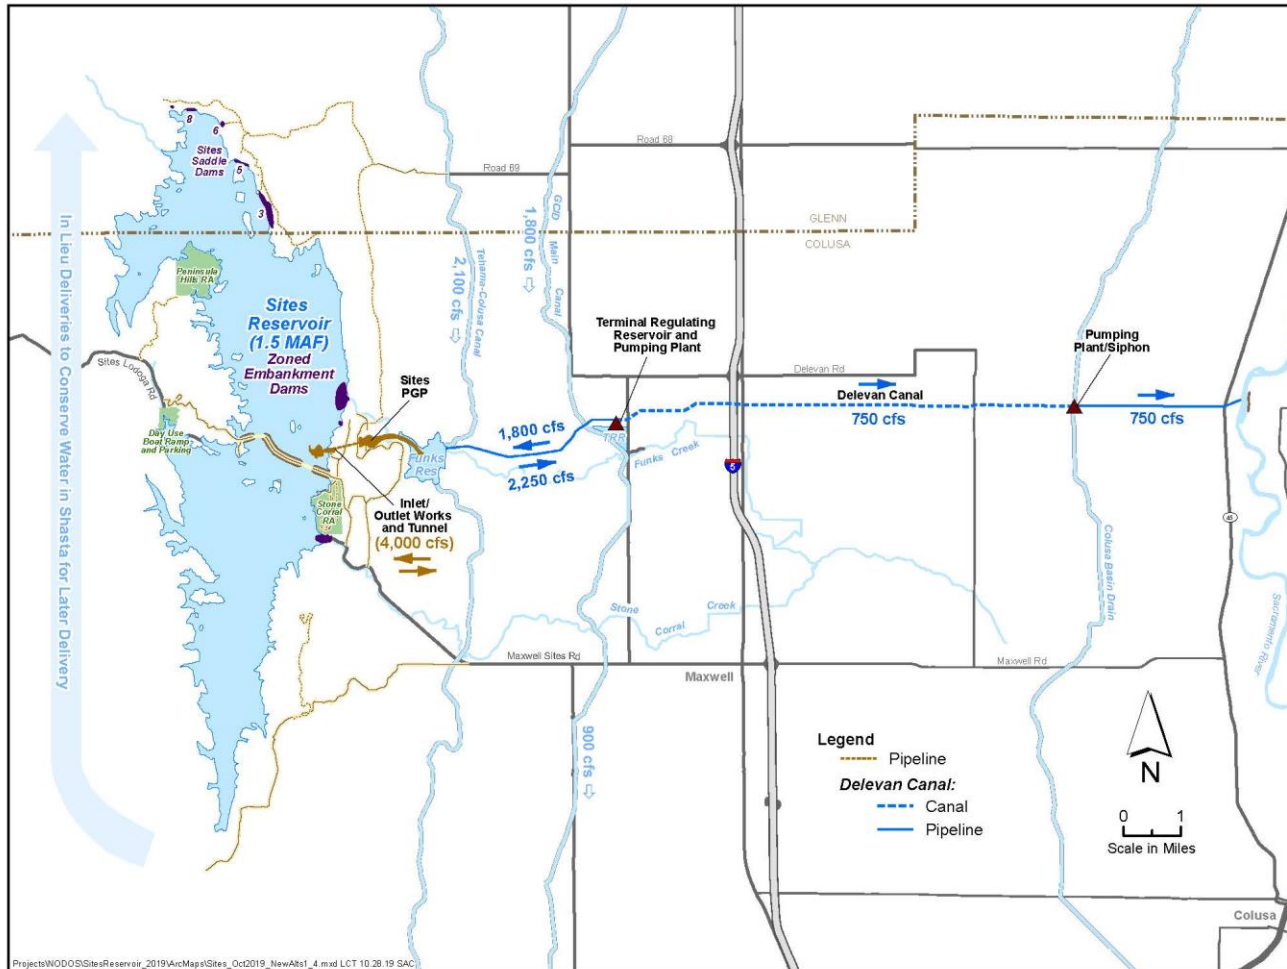 8
6
Sites
Saddle
Dams
5
3
Road 68
Road 69
GLENN
COLUSA
In Lieu Deliveries to Conserve Water in Shasta for Later Delivery
Tehama-Colusa Canal
2,100 cfs
GCID Main Canal
1,800 cfs
Peninsula
Hills RA
Sites
Reservoir
(1.5 MAF)
Zoned
Embankment
Dams
Terminal Regulating
Reservoir and
Pumping Plant
Pumping
Plant/Siphon
Sites Lodoga Rd
Sites
PGP
Delevan Rd
Delevan Canal
750 cfs
750 cfs
Day Use
Boat Ramp
and Parking
1,800 cfs
2,250 cfs
TRR
Funks Creek
Funks
Res
5
Stone
Corral
RA
Inlet/
Outlet Works
and Tunnel
(4,000 cfs)
45
Colusa Basin Drain
Sacramento River
Stone
Corral
Creek
Maxwell Sites Rd
Maxwell Rd
Maxwell
900 cfs
Legend
Pipeline
Delevan Canal:
Canal
Pipeline
N
0 1
Scale in Miles
Colusa
Projects\NODOS\SitesReservoir_2019\ArcMaps\Sites_Oct2019_NewAlts1_4.mxd LCT 10.28.19 SAC